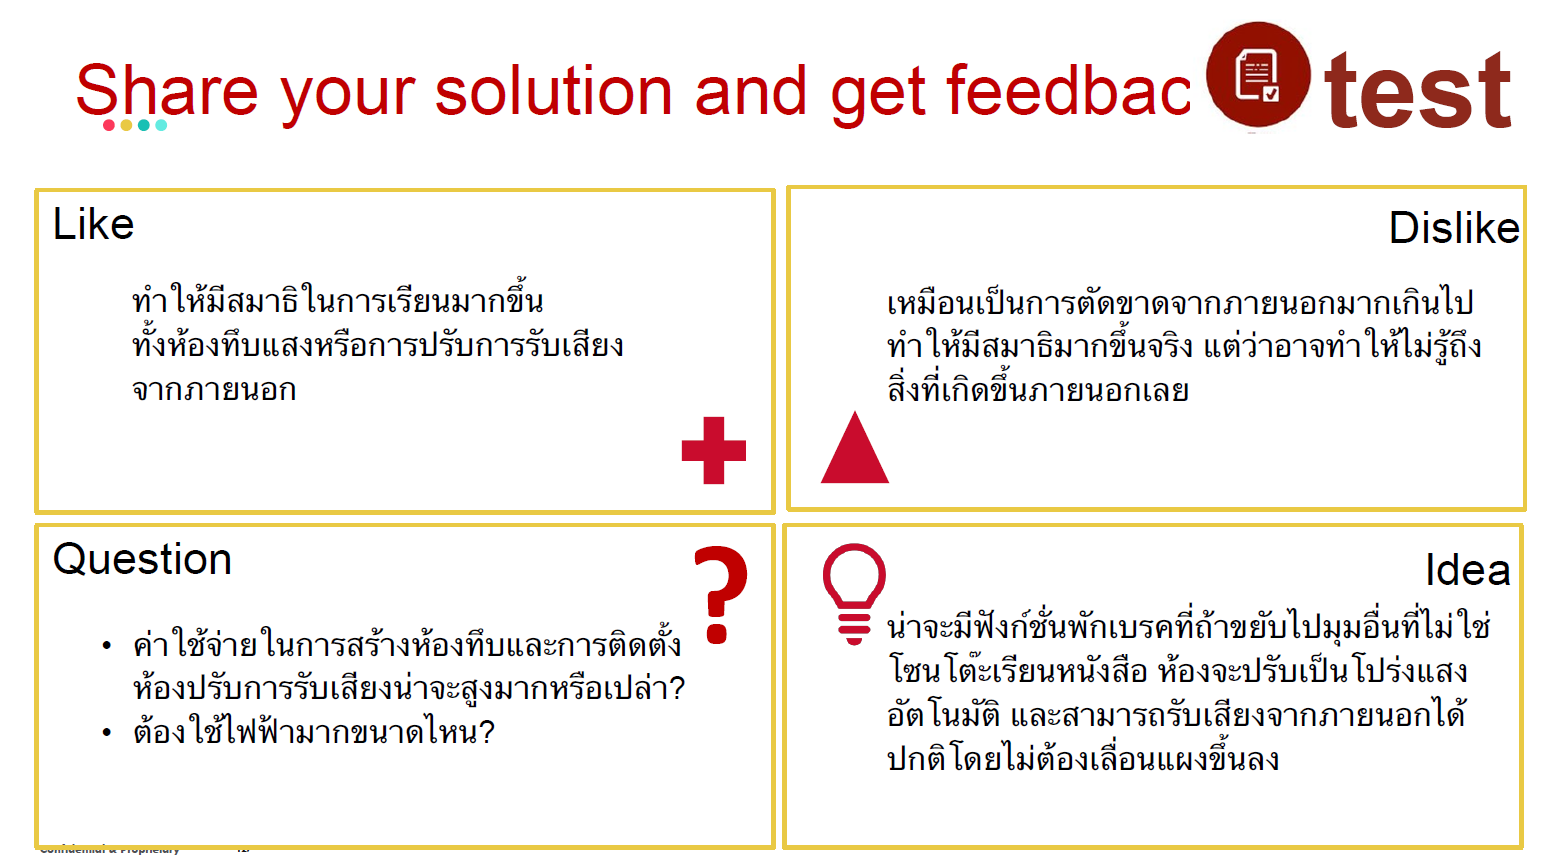 Share your solution and get feedbac
test
Like
ทำให้มีสมาธิในการเรียนมากขึ้น
ทั้งห้องทึบแสงหรือการปรับการรับเสียง
จากภายนอก
Dislike
เหมือนเป็นการตัดขาดจากภายนอกมากเกินไป
ทำให้มีสมาธิมากขึ้นจริง แต่ว่าอาจทำให้ไม่รู้ถึง
สิ่งที่เกิดขึ้นภายนอกเลย
Question
?
• ค่าใช้จ่ายในการสร้างห้องทึบและการติดตั้ง
ห้องปรับการรับเสียงน่าจะสูงมากหรือเปล่า?
• ต้องใช้ไฟฟ้ามากขนาดไหน?
Idea
น่าจะมีฟังก์ชั่นพักเบรคที่ถ้าขยับไปมุมอื่นที่ไม่ใช่
โซนโต๊ะเรียนหนังสือ ห้องจะปรับเป็นโปร่งแสง
อัตโนมัติ และสามารถรับเสียงจากภายนอกได้
ปกติโดยไม่ต้องเลื่อนแผงขึ้นลง
Confidential & Proprietary